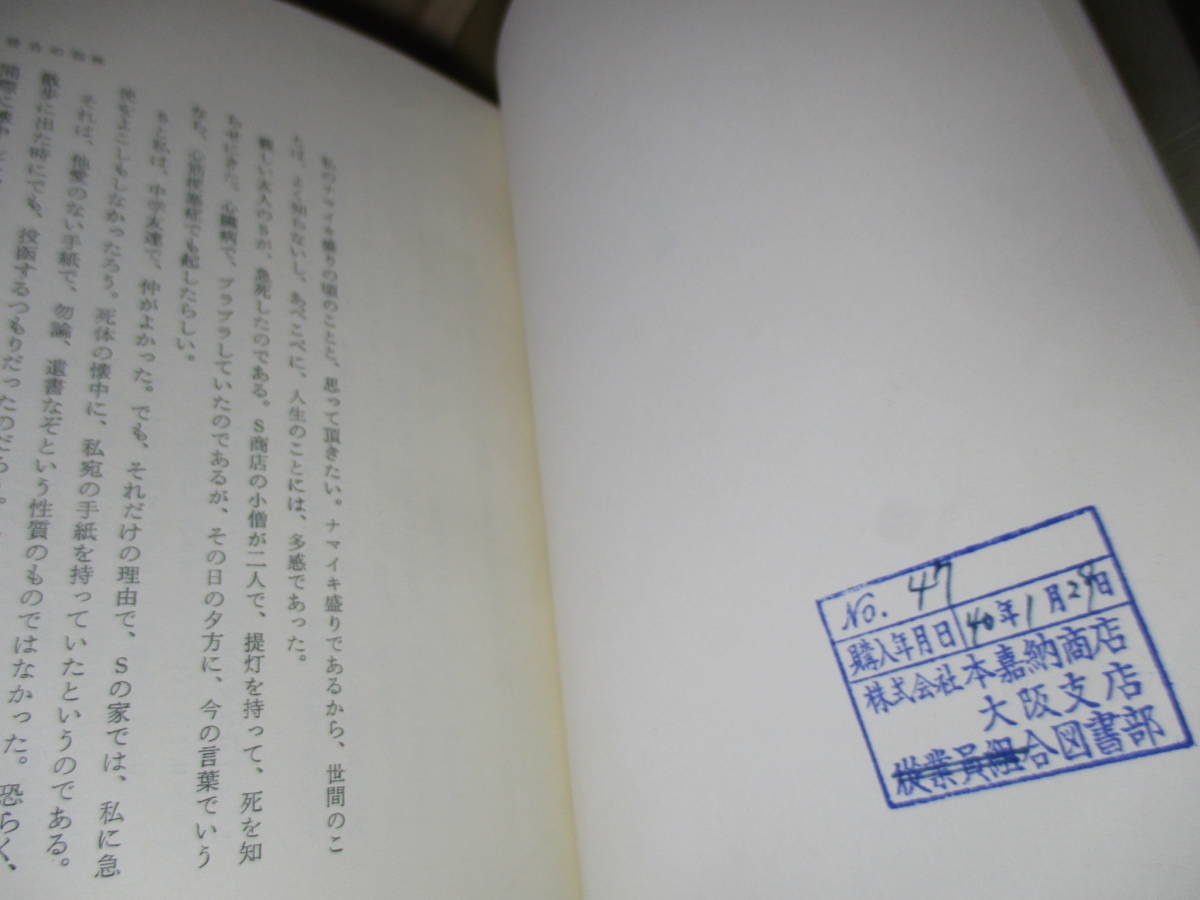 私のナマイキ盛りの頃のことと、思って頂きたい。ナマイキ盛りであるから、世間のこ
とは、よく知らないし、あべこべに、人生のことには、多感であった。
親しい友人のSが、急死したのである。S商店の小僧が二人で、提灯を持って、死を知
らせにきた。心臓病で、ブラブラしていたのであるが、その日の夕方に、今の言葉でいう
なら、心筋梗塞症でも起したらしい。
Sと私は、中学友達で、仲がよかった。でも、それだけの理由で、Sの家では、私に急
使をよこしもしなかったろう。死体の懐中に、私宛の手紙を持っていたというのである。
それは、他愛のない手紙で、勿論、遺書なぞという性質のものではなかった。恐らく、
散歩に出た時にでも、投函するつもりだったのだろう。
No. 47
購入年月日 40年1月29日
株式会社本嘉納商店
大阪支店
従業員組合図書部